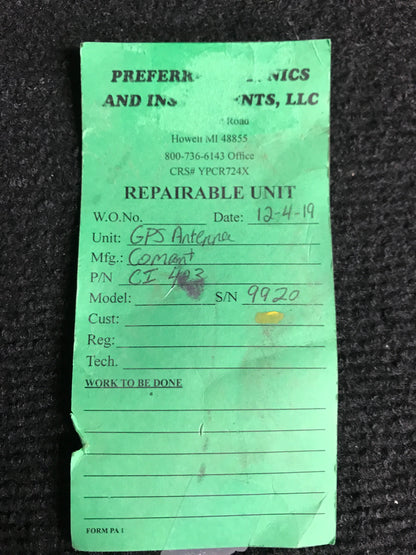 PREFERR NICS
AND INS ENTS, LLC
Road
Howell MI 48855
800-736-6143 Office
CRS# YPCR724X
REPAIRABLE UNIT
W.O.No. Date: 12-4-19
Unit: GPS Antenna
Mfg.: Comant
P/N CI 403
Model: S/N 9920
Cust:
Reg:
Tech.
WORK TO BE DONE
FORM PA 1